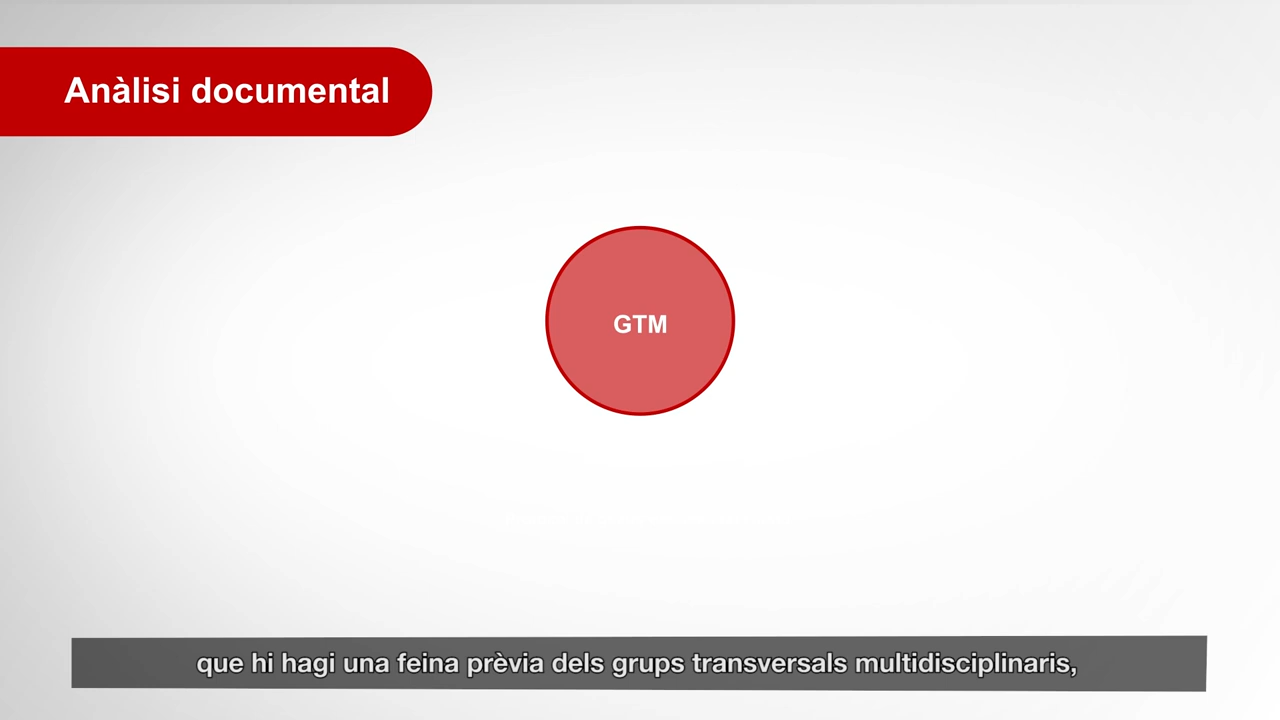 Anàlisi documental
GTM
que hi hagi una feina prèvia dels grups transversals multidisciplinaris,